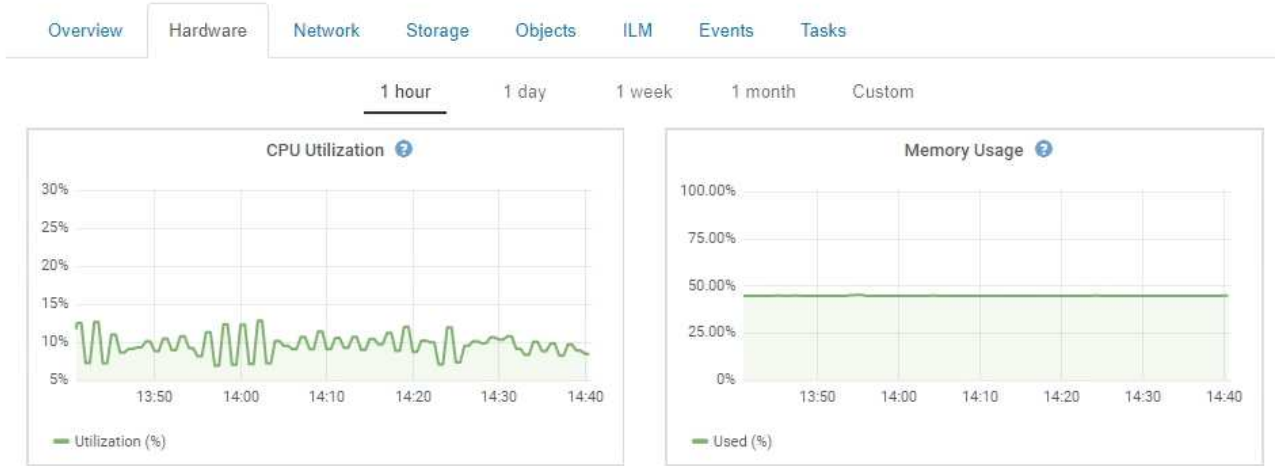 Overview Hardware Network Storage Objects ILM Events Tasks
1 hour 1 day 1 week 1 month Custom
CPU Utilization ?
30%
25%
20%
15%
10%
5%
13:50 14:00 14:10 14:20 14:30 14:40
Utilization (%)
Memory Usage ?
100.00%
75.00%
50.00%
25.00%
0%
13:50 14:00 14:10 14:20 14:30 14:40
Used (%)